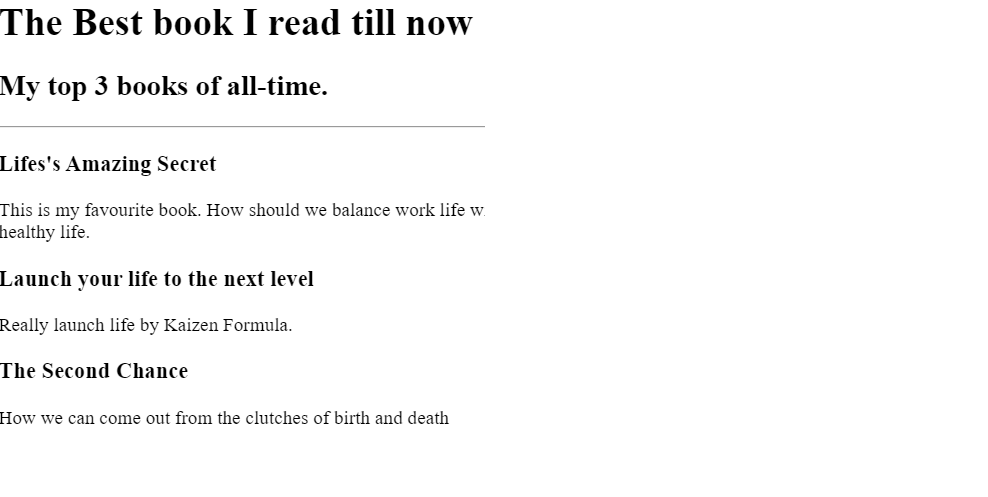 The Best book I read till now
My top 3 books of all-time.
Lifes's Amazing Secret
This is my favourite book. How should we balance work life
healthy life.
Launch your life to the next level
Really launch life by Kaizen Formula.
The Second Chance
How we can come out from the clutches of birth and death